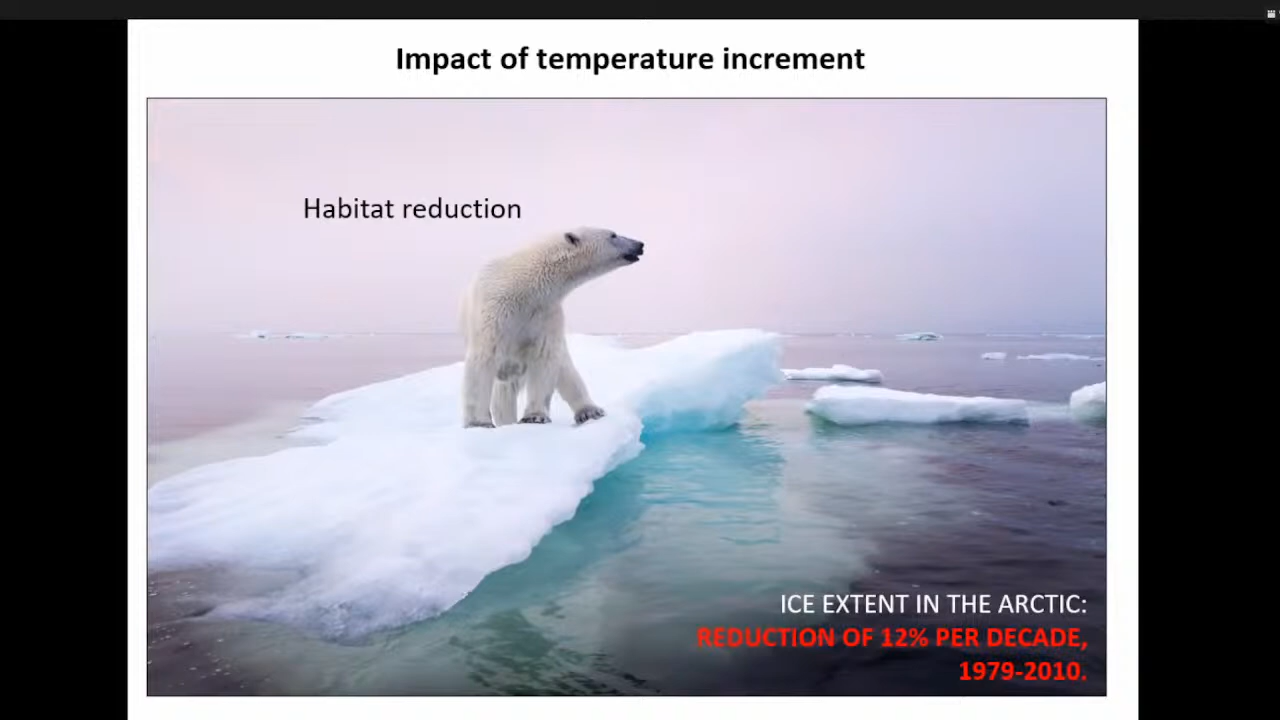 Impact of temperature increment
Habitat reduction
ICE EXTENT IN THE ARCTIC:
REDUCTION OF 12% PER DECADE,
1979-2010.